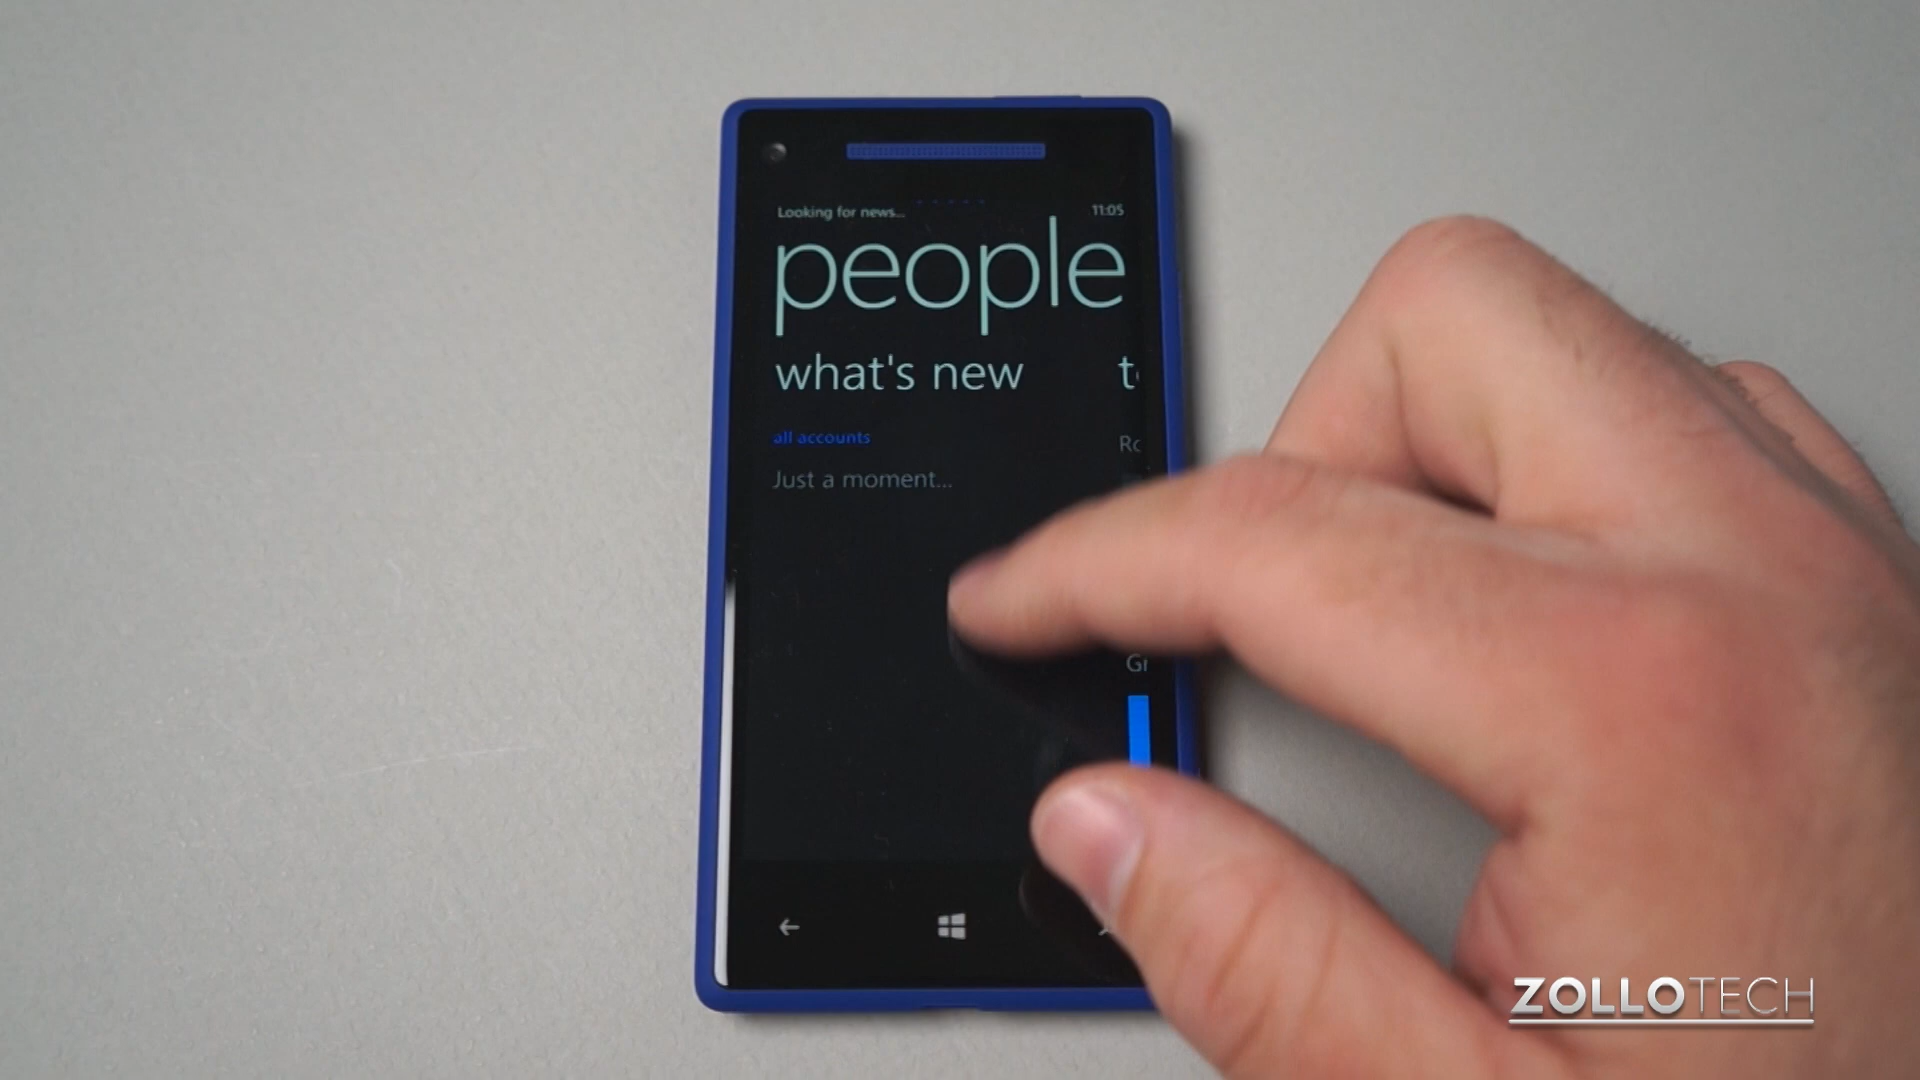 Looking for news... 11:05
people
what's new
all accounts
Just a moment...
ZOLLOTECH